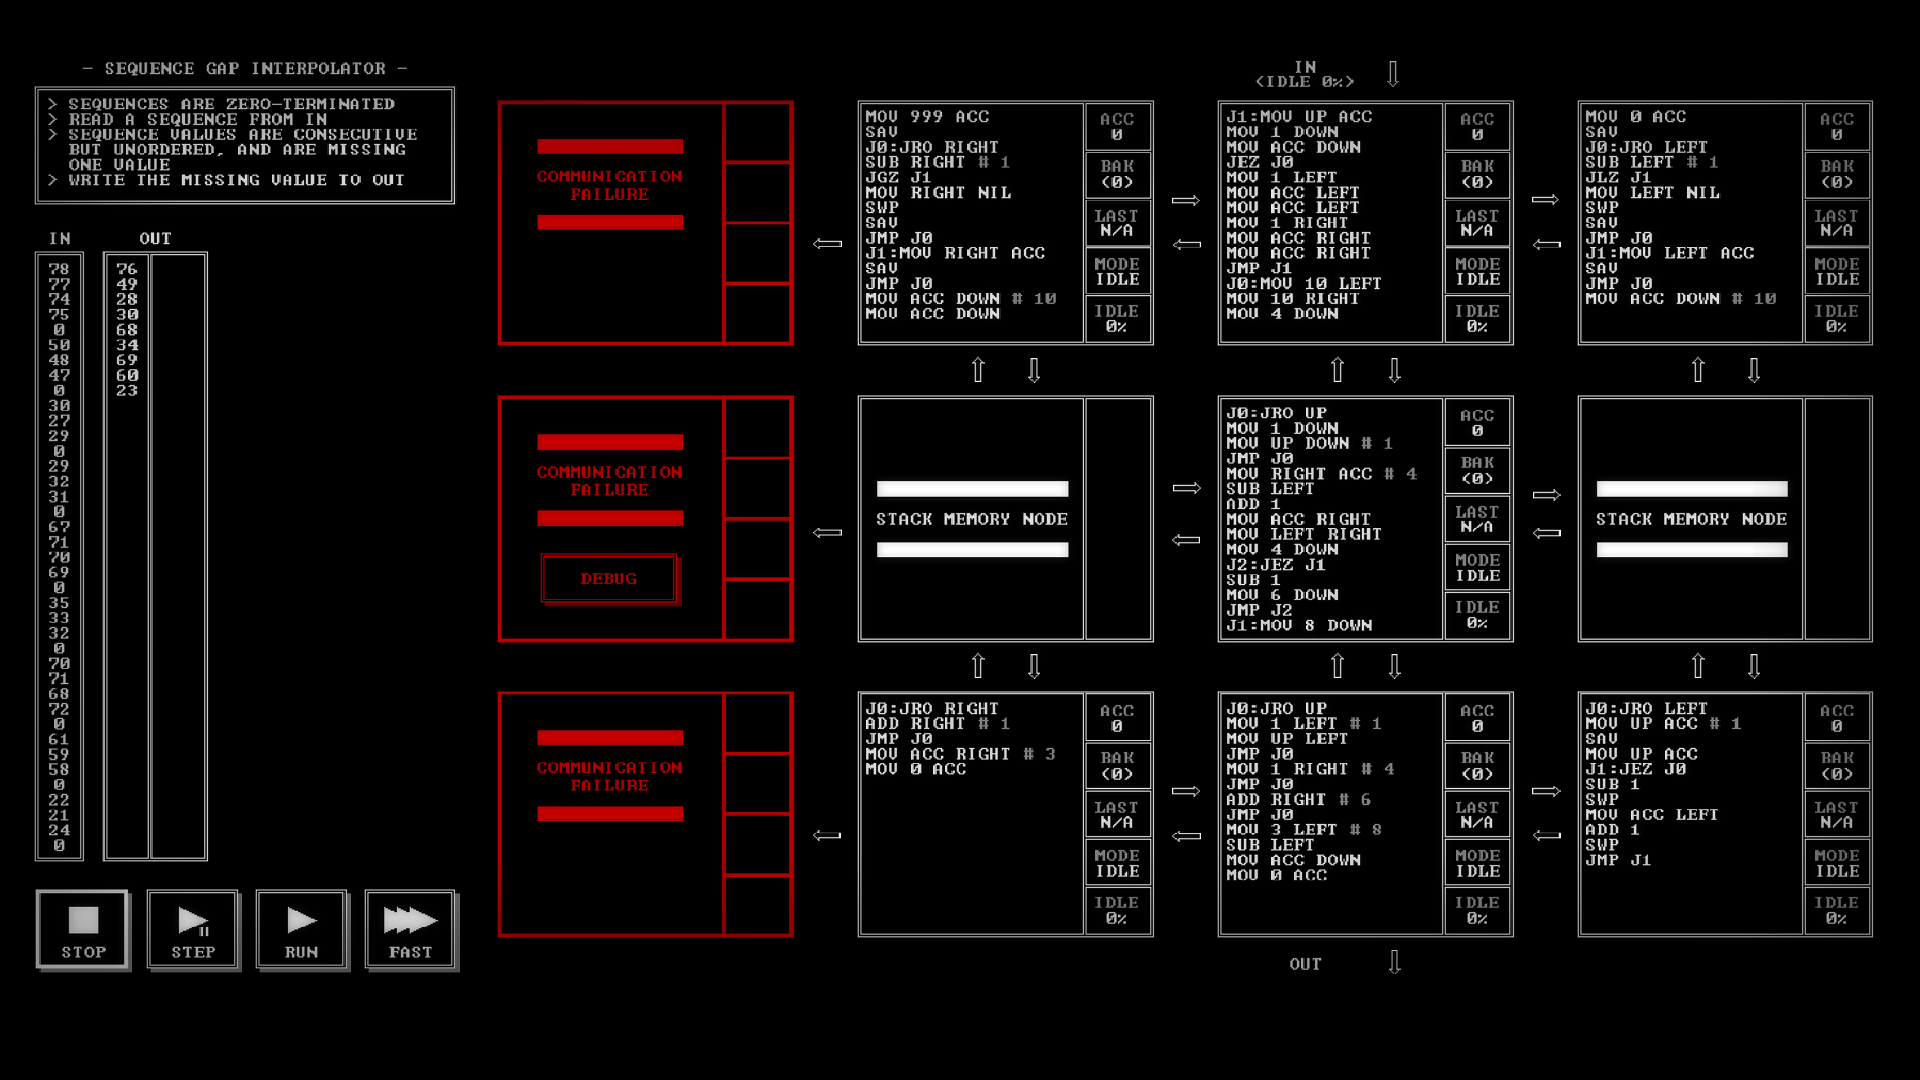 - SEQUENCE GAP INTERPOLATOR -
> SEQUENCES ARE ZERO-TERMINATED
> READ A SEQUENCE FROM IN
> SEQUENCE VALUES ARE CONSECUTIVE
BUT UNORDERED, AND ARE MISSING
ONE VALUE
> WRITE THE MISSING VALUE TO OUT
IN
78
77
74
75
0
50
48
47
0
30
27
29
0
29
32
31
0
67
71
70
69
0
35
33
32
0
70
71
68
72
0
61
59
58
0
22
21
24
0
OUT
76
49
28
30
68
34
69
60
23
STOP
STEP
RUN
FAST
COMMUNICATION
FAILURE
MOV 999 ACC
SAV
J0:JRO RIGHT
SUB RIGHT # 1
JGZ J1
MOV RIGHT NIL
SWP
SAV
JMP J0
J1:MOV RIGHT ACC
SAV
JMP J0
MOV ACC DOWN # 10
MOV ACC DOWN
ACC
0
BAK
(0)
LAST
N/A
MODE
IDLE
IDLE
0%
IN
<IDLE 0%>
J1:MOV UP ACC
MOV 1 DOWN
MOV ACC DOWN
JEZ J0
MOV 1 LEFT
MOV ACC LEFT
MOV ACC LEFT
MOV 1 RIGHT
MOV ACC RIGHT
MOV ACC RIGHT
JMP J1
J0:MOV 10 LEFT
MOV 10 RIGHT
MOV 4 DOWN
ACC
0
BAK
(0)
LAST
N/A
MODE
IDLE
IDLE
0%
MOV 0 ACC
SAV
J0:JRO LEFT
SUB LEFT # 1
JLZ J1
MOV LEFT NIL
SWP
SAV
JMP J0
J1:MOV LEFT ACC
SAV
JMP J0
MOV ACC DOWN # 10
ACC
0
BAK
(0)
LAST
N/A
MODE
IDLE
IDLE
0%
COMMUNICATION
FAILURE
DEBUG
STACK MEMORY NODE
J0:JRO UP
MOV 1 DOWN
MOV UP DOWN # 1
JMP J0
MOV RIGHT ACC # 4
SUB LEFT
ADD 1
MOV ACC RIGHT
MOV LEFT RIGHT
MOV 4 DOWN
J2:JEZ J1
SUB 1
MOV 6 DOWN
JMP J2
J1:MOV 8 DOWN
ACC
0
BAK
(0)
LAST
N/A
MODE
IDLE
IDLE
0%
STACK MEMORY NODE
COMMUNICATION
FAILURE
J0:JRO RIGHT
ADD RIGHT # 1
JMP J0
MOV ACC RIGHT # 3
MOV 0 ACC
ACC
0
BAK
(0)
LAST
N/A
MODE
IDLE
IDLE
0%
J0:JRO UP
MOV 1 LEFT # 1
MOV UP LEFT
JMP J0
MOV 1 RIGHT # 4
JMP J0
ADD RIGHT # 6
JMP J0
MOV 3 LEFT # 8
SUB LEFT
MOV ACC DOWN
MOV 0 ACC
ACC
0
BAK
(0)
LAST
N/A
MODE
IDLE
IDLE
0%
J0:JRO LEFT
MOV UP ACC # 1
SAV
MOV UP ACC
J1:JEZ J0
SUB 1
SWP
MOV ACC LEFT
ADD 1
SWP
JMP J1
ACC
0
BAK
(0)
LAST
N/A
MODE
IDLE
IDLE
0%
OUT